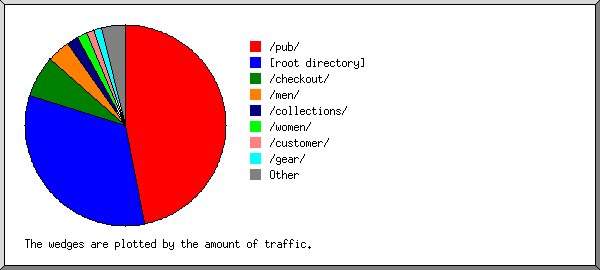 /pub/
[root directory]
/checkout/
/men/
/collections/
/women/
/customer/
/gear/
Other
The wedges are plotted by the amount of traffic.